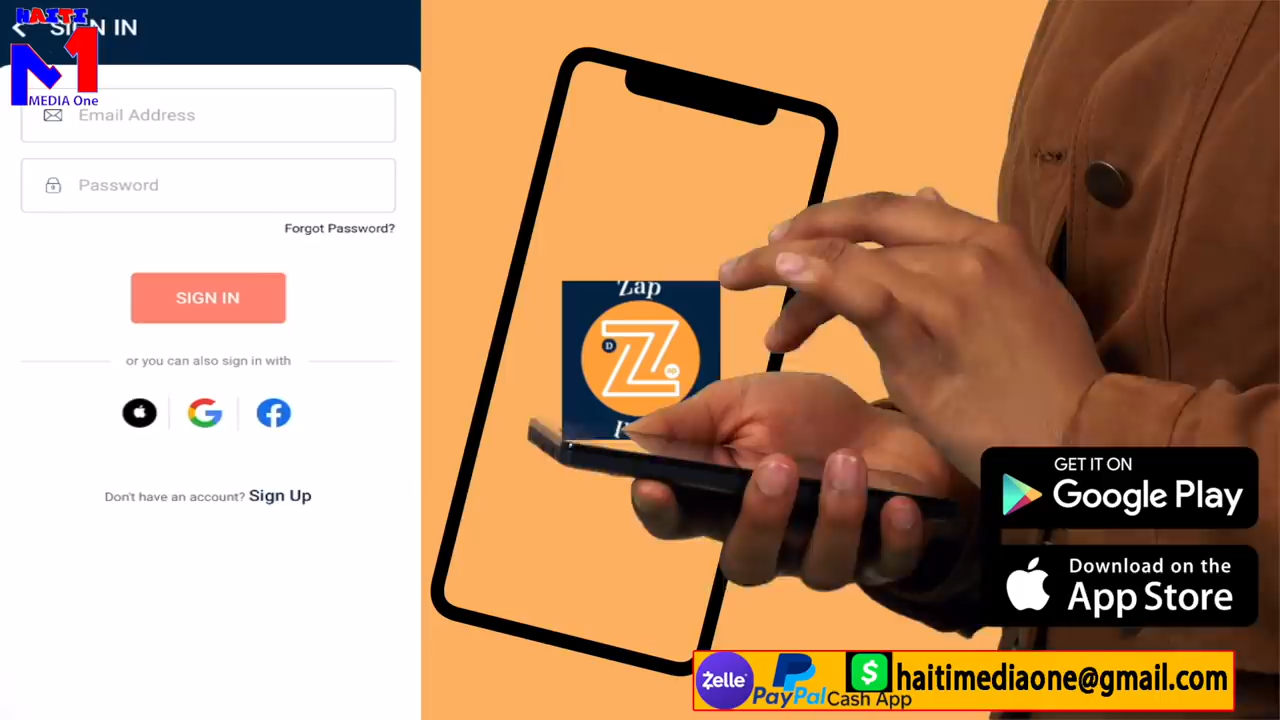 HAITI
SIGN IN
M1
MEDIA One
Email Address
Password
Forgot Password?
SIGN IN
or you can also sign in with
Don't have an account? Sign Up
Zap
D
Z
GET IT ON
Google Play
Download on the
App Store
Zelle
PayPal
Cash App
haitimediaone@gmail.com